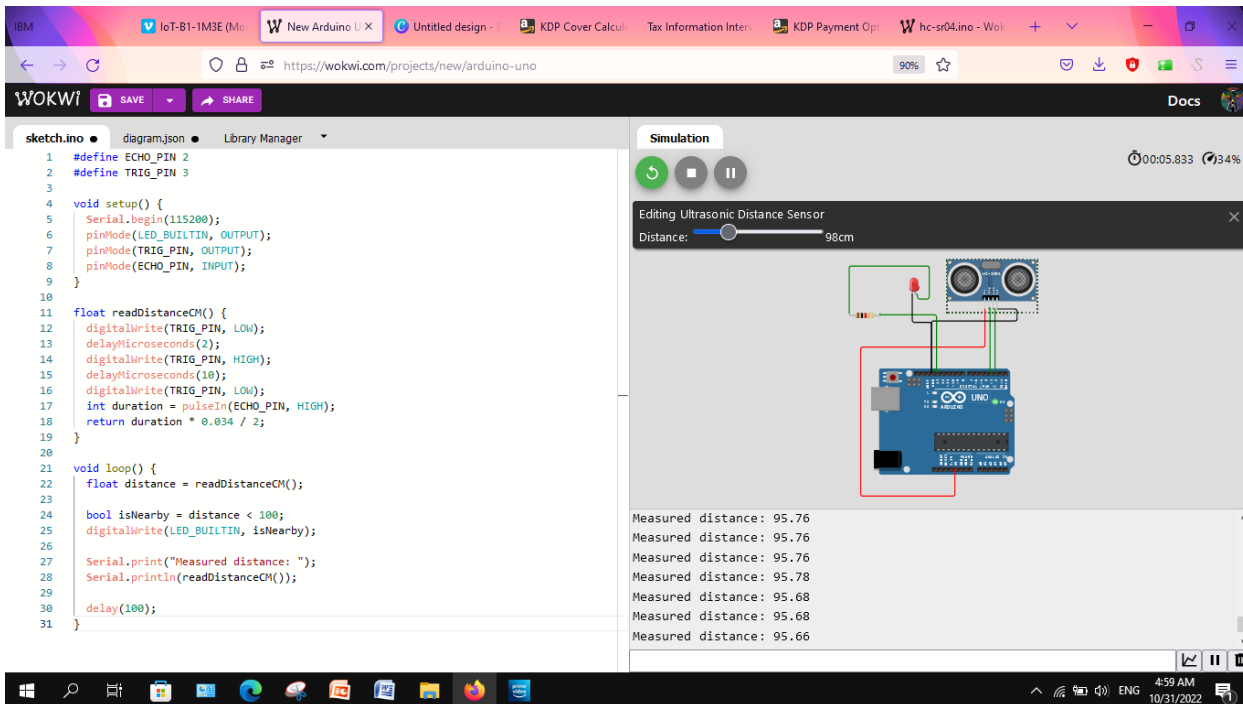 IBM
IoT-B1-1M3E (Mo
New Arduino U
Untitled design -
KDP Cover Calcul
Tax Information Inter
KDP Payment Opt
hc-sr04.ino - Wok
https://wokwi.com/projects/new/arduino-uno
90%
WOKWi
SAVE
SHARE
Docs
sketch.ino ●
diagram.json ●
Library Manager
1 #define ECHO_PIN 2
2 #define TRIG_PIN 3
3
4 void setup() {
5 Serial.begin(115200);
6 pinMode(LED_BUILTIN, OUTPUT);
7 pinMode(TRIG_PIN, OUTPUT);
8 pinMode(ECHO_PIN, INPUT);
9 }
10
11 float readDistanceCM() {
12 digitalWrite(TRIG_PIN, LOW);
13 delayMicroseconds(2);
14 digitalWrite(TRIG_PIN, HIGH);
15 delayMicroseconds(10);
16 digitalWrite(TRIG_PIN, LOW);
17 int duration = pulseIn(ECHO_PIN, HIGH);
18 return duration * 0.034 / 2;
19 }
20
21 void loop() {
22 float distance = readDistanceCM();
23
24 bool isNearby = distance < 100;
25 digitalWrite(LED_BUILTIN, isNearby);
26
27 Serial.print("Measured distance: ");
28 Serial.println(readDistanceCM());
29
30 delay(100);
31 }
Simulation
00:05.833
34%
Editing Ultrasonic Distance Sensor
Distance:
98cm
UNO
ARDUINO
Measured distance: 95.76
Measured distance: 95.76
Measured distance: 95.76
Measured distance: 95.78
Measured distance: 95.68
Measured distance: 95.68
Measured distance: 95.66
ENG
4:59 AM
10/31/2022